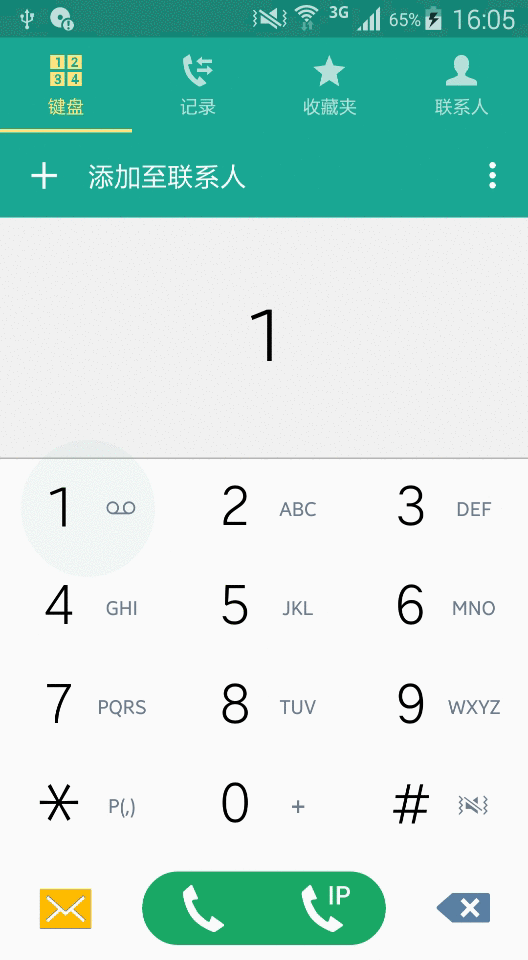 3G 65% 16:05
1 2
3 4
键盘 记录 收藏夹 联系人
添加至联系人
1
1 2 ABC 3 DEF
4 GHI 5 JKL 6 MNO
7 PQRS 8 TUV 9 WXYZ
* P(,) 0 + #
IP